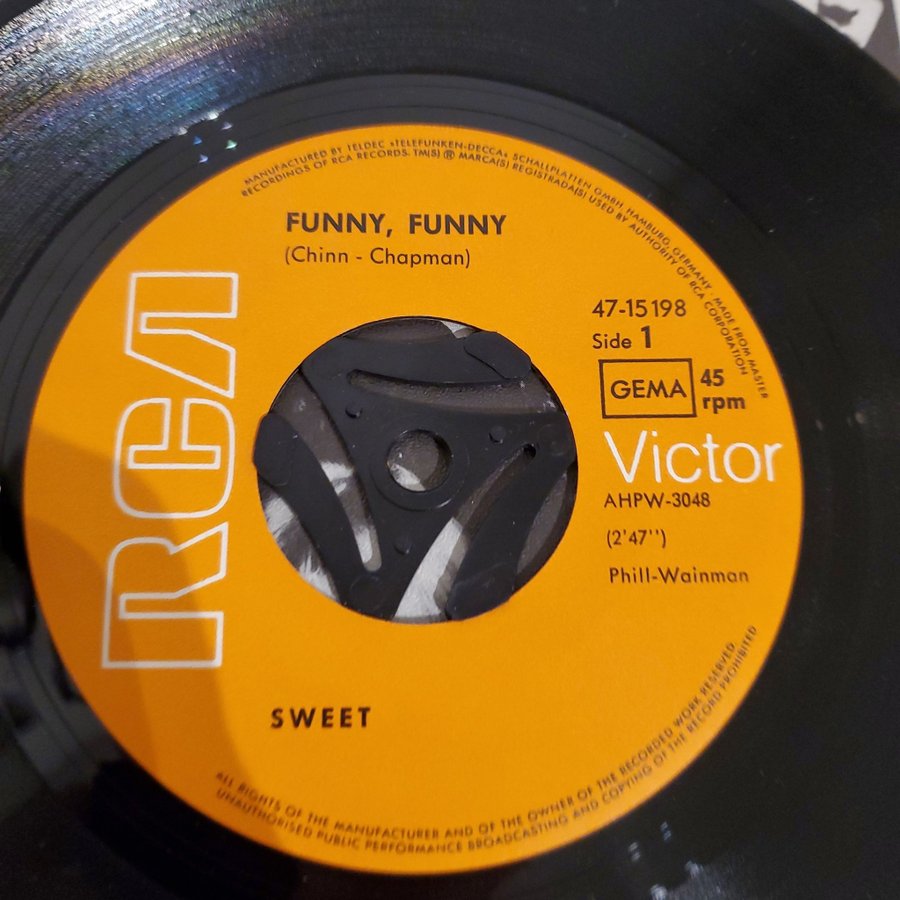 MANUFACTURED BY TELDEC »TELEFUNKEN-DECCA« SCHALLPLATTEN GMBH, HAMBURG, GERMANY · MADE FROM MASTER
RECORDINGS OF RCA RECORDS. TM(S) ® MARCA(S) REGISTRADA(S) USED BY AUTHORITY OF RCA CORPORATION
FUNNY, FUNNY
(Chinn - Chapman)
RCA
47-15198
Side 1
GEMA
45
rpm
Victor
AHPW-3048
(2'47'')
Phill-Wainman
SWEET
ALL RIGHTS OF THE MANUFACTURER AND OF THE OWNER OF THE RECORDED WORK RESERVED
UNAUTHORISED PUBLIC PERFORMANCE BROADCASTING AND COPYING OF THE RECORD PROHIBITED